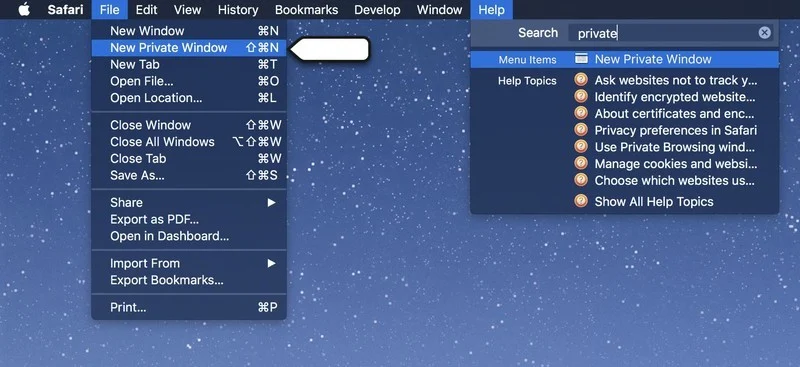 Safari File Edit View History Bookmarks Develop Window Help
New Window ⌘N
New Private Window ⇧⌘N
New Tab ⌘T
Open File... ⌘O
Open Location... ⌘L
Close Window ⇧⌘W
Close All Windows ⌥⇧⌘W
Close Tab ⌘W
Save As... ⇧⌘S
Share ▶
Export as PDF...
Open in Dashboard...
Import From ▶
Export Bookmarks...
Print... ⌘P
Search private
Menu Items New Private Window
Help Topics Ask websites not to track y...
Identify encrypted website...
About certificates and enc...
Privacy preferences in Safari
Use Private Browsing wind...
Manage cookies and websi...
Choose which websites us...
Show All Help Topics